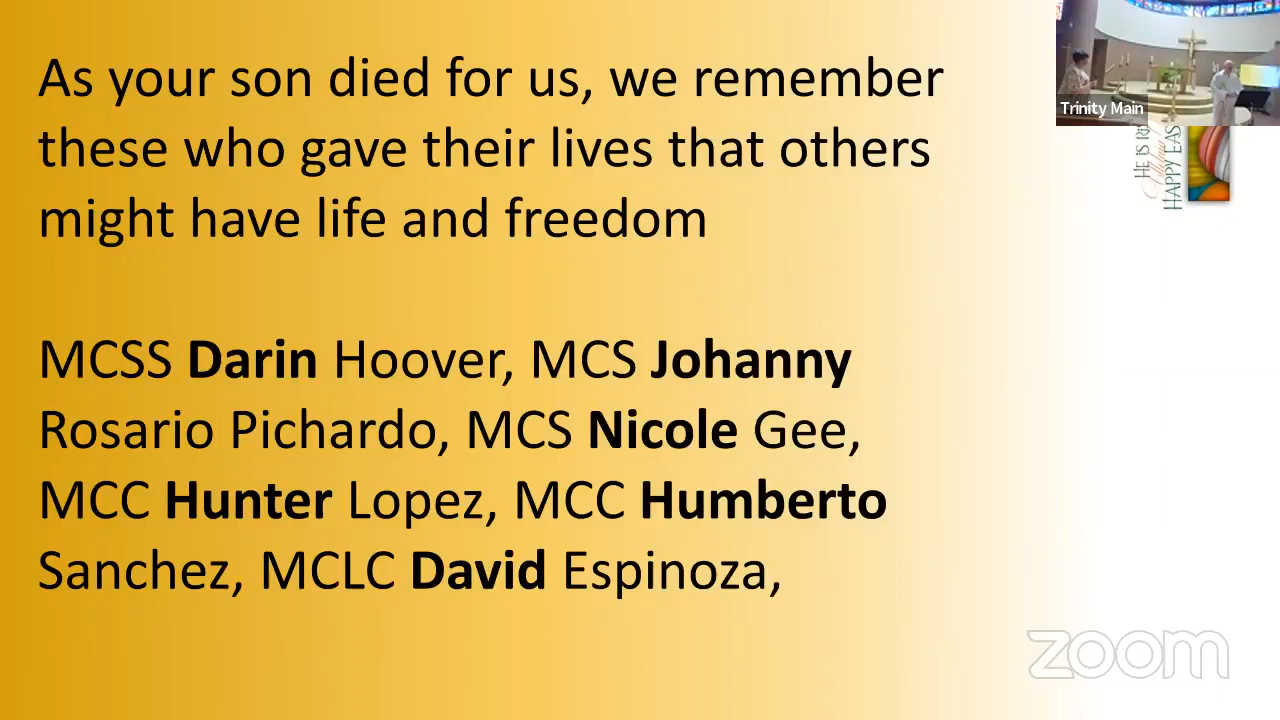 As your son died for us, we remember
these who gave their lives that others
might have life and freedom
MCSS Darin Hoover, MCS Johanny
Rosario Pichardo, MCS Nicole Gee,
MCC Hunter Lopez, MCC Humberto
Sanchez, MCLC David Espinoza,
Trinity Main
HE IS
HAPPY
zoom